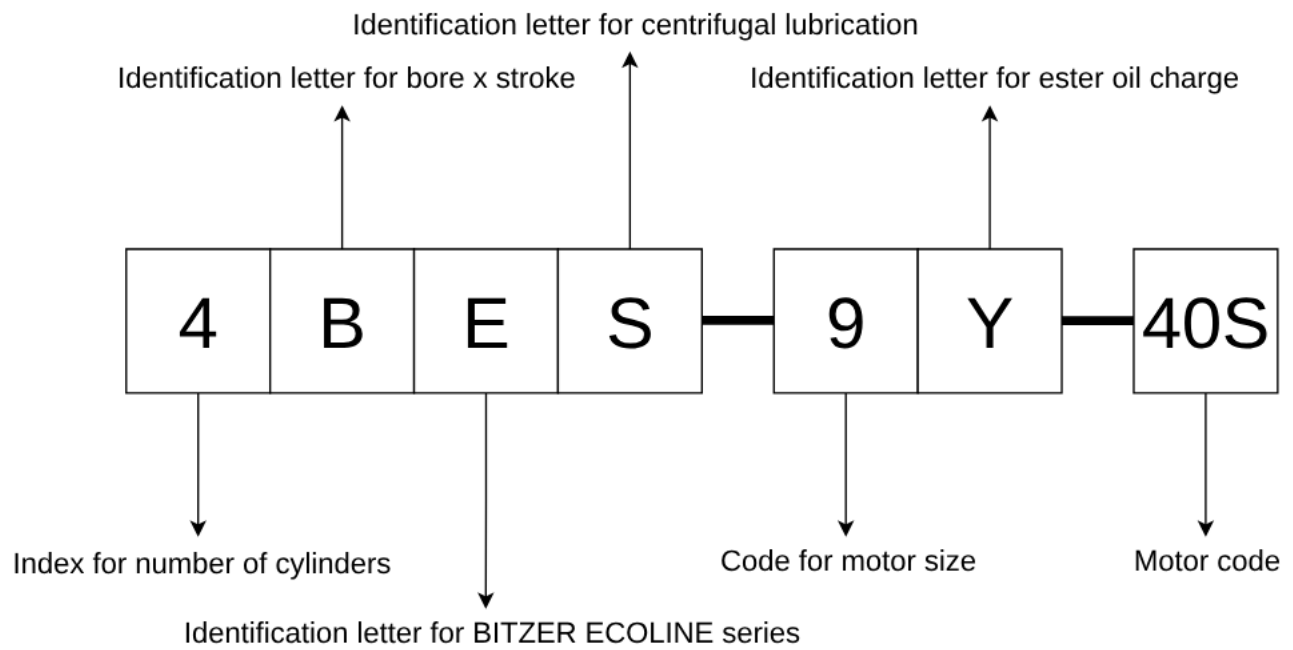 Identification letter for centrifugal lubrication
Identification letter for bore x stroke
Identification letter for ester oil charge
4 B E S 9 Y 40S
Index for number of cylinders
Code for motor size
Motor code
Identification letter for BITZER ECOLINE series